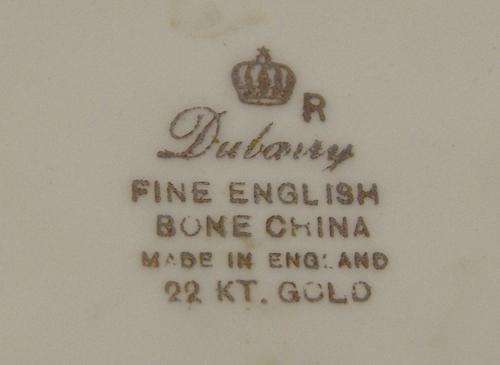 R
Dubarry
FINE ENGLISH
BONE CHINA
MADE IN ENGLAND
22 KT. GOLD